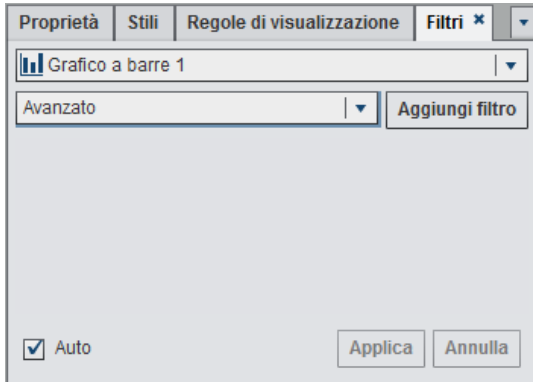 Proprietà Stili Regole di visualizzazione Filtri
Grafico a barre 1
Avanzato Aggiungi filtro
Auto Applica Annulla